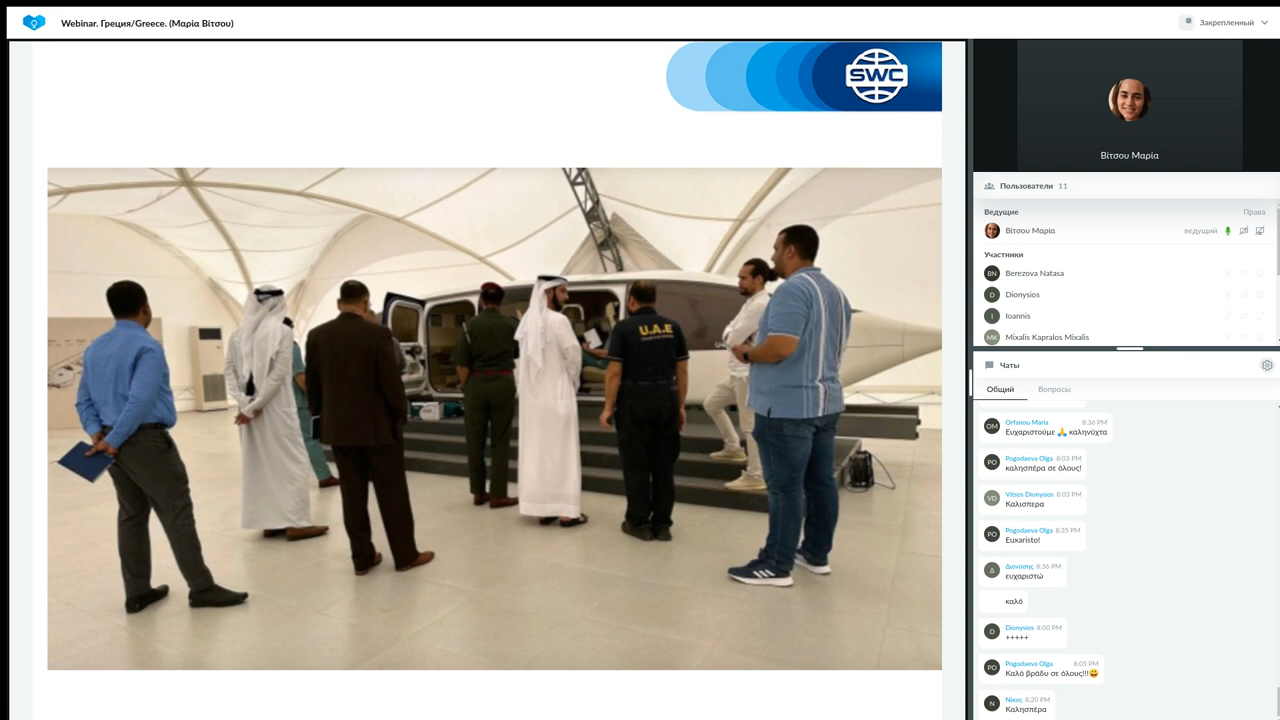 Webinar. Греция/Greece. (Μαρία Βίτσου)
Закрепленный
SWC
U.A.E
Βίτσου Μαρία
Пользователи 11
Ведущие Права
Βίτσου Μαρία ведущий
Участники
BN Berezova Natasa
D Dionysios
I Ioannis
MK Mixalis Kapralos Mixalis
Чаты
Общий Вопросы
OM Orfanou Maria 8:36 PM
Ευχαριστούμε 🙏 καληνύχτα
PO Pogodaeva Olga 8:03 PM
καλησπέρα σε όλους!
VD Vitsos Dionysios 8:03 PM
Καλισπερα
PO Pogodaeva Olga 8:35 PM
Euxaristo!
Δ Διονύσης 8:36 PM
ευχαριστώ
καλό
D Dionysios 8:00 PM
+++++
PO Pogodaeva Olga 8:03 PM
Καλό βράδυ σε όλους!!!😃
N Νίκος 8:20 PM
Καλησπέρα